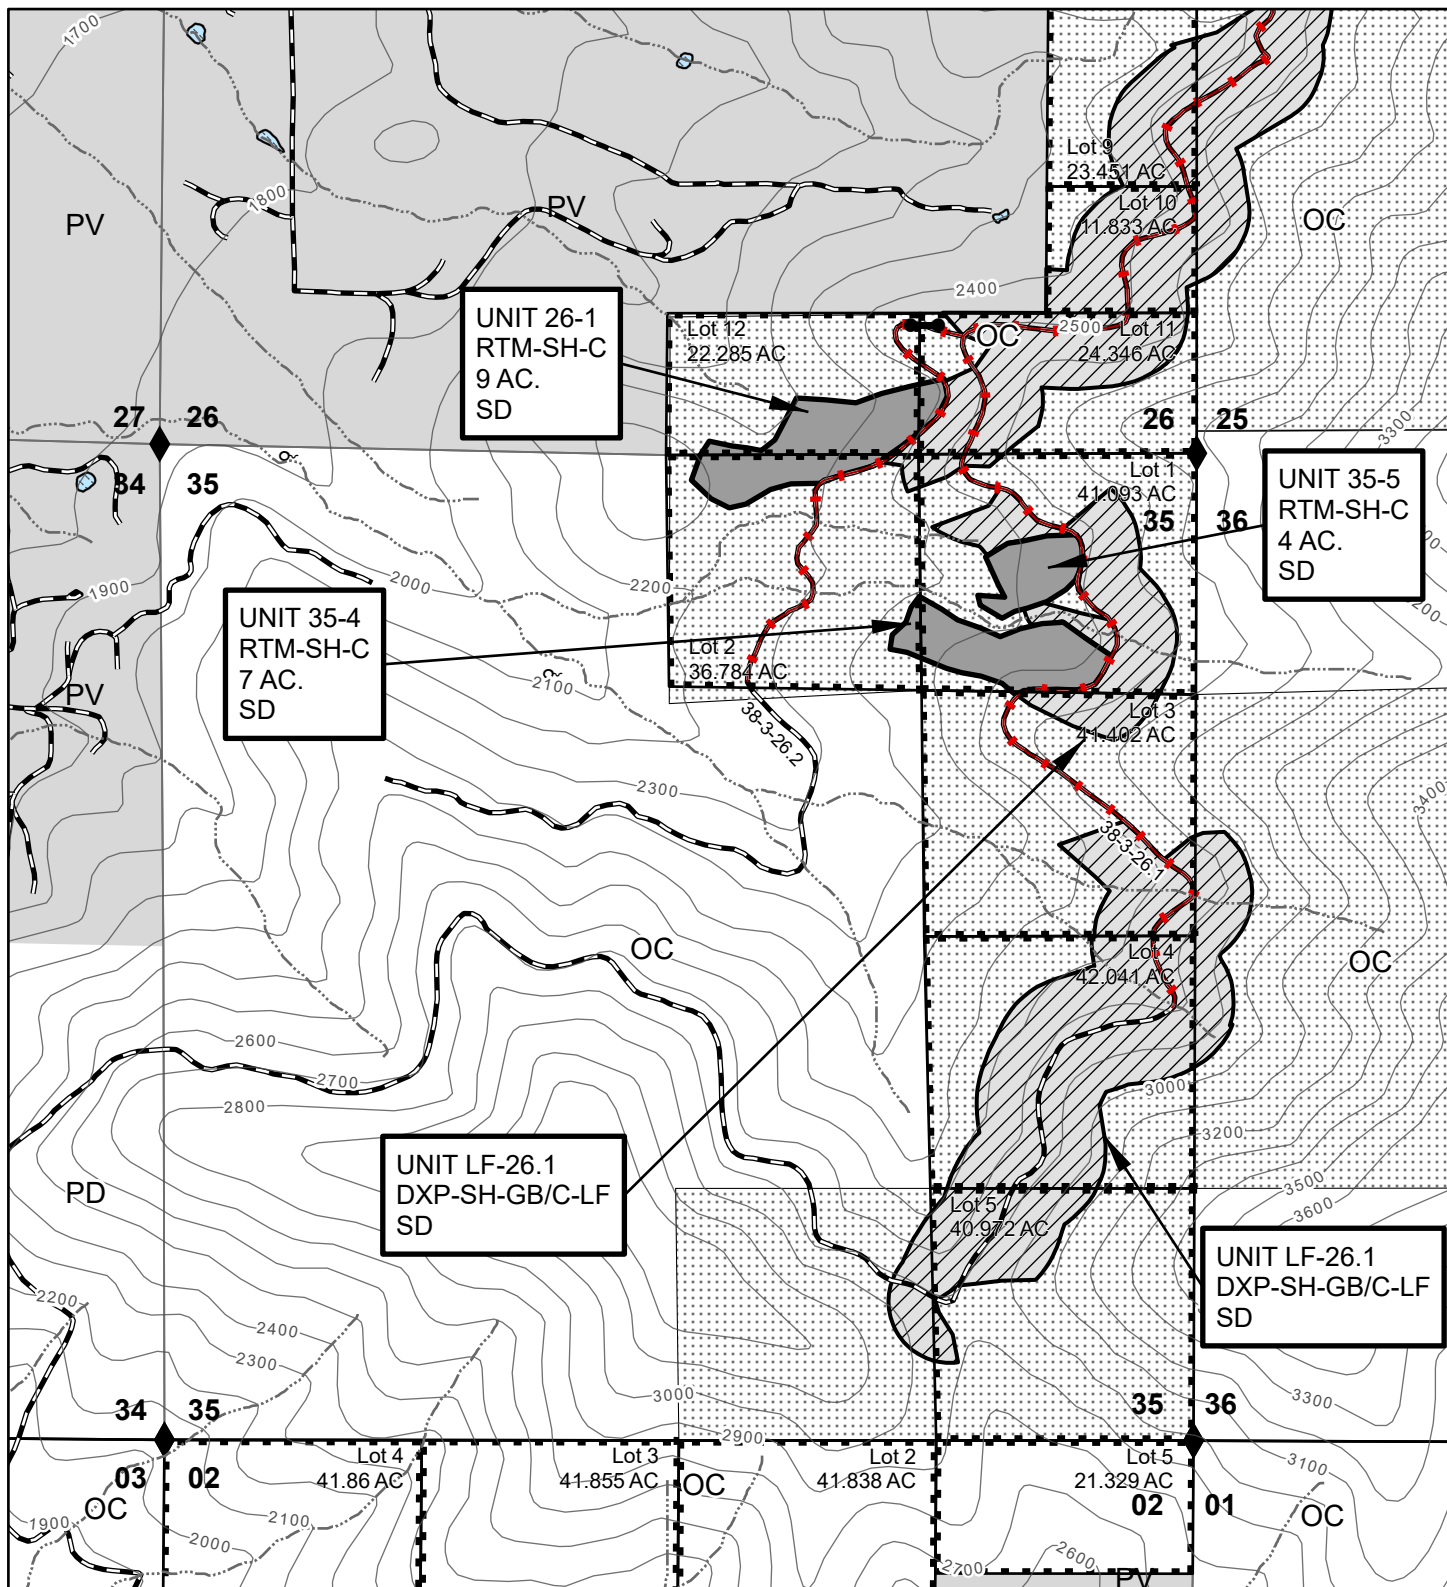 1700
PV
1800
PV
Lot 9
23.451 AC
Lot 10
11.833 AC
OC
2400
UNIT 26-1
RTM-SH-C
9 AC.
SD
Lot 12
22.285 AC
OC
2500
Lot 11
24.346 AC
27 26
34 35
26 25
35 36
3300
Lot 1
41.093 AC
UNIT 35-5
RTM-SH-C
4 AC.
SD
1900
2000
2200
UNIT 35-4
RTM-SH-C
7 AC.
SD
Lot 2
36.784 AC
2100
PV
38-3-26.2
Lot 3
41.402 AC
2300
3400
38-3-26.1
OC
Lot 4
42.041 AC
OC
2600
2700
2800
3000
3200
UNIT LF-26.1
DXP-SH-GB/C-LF
SD
PD
3500
3600
Lot 5
40.972 AC
UNIT LF-26.1
DXP-SH-GB/C-LF
SD
2200
2400
2300
3000
3300
2900
34 35
03 02
35 36
02 01
Lot 4
41.86 AC
Lot 3
41.855 AC
OC
Lot 2
41.838 AC
Lot 5
21.329 AC
3100
OC
1900
2000
2100
OC
2700
2600
PV